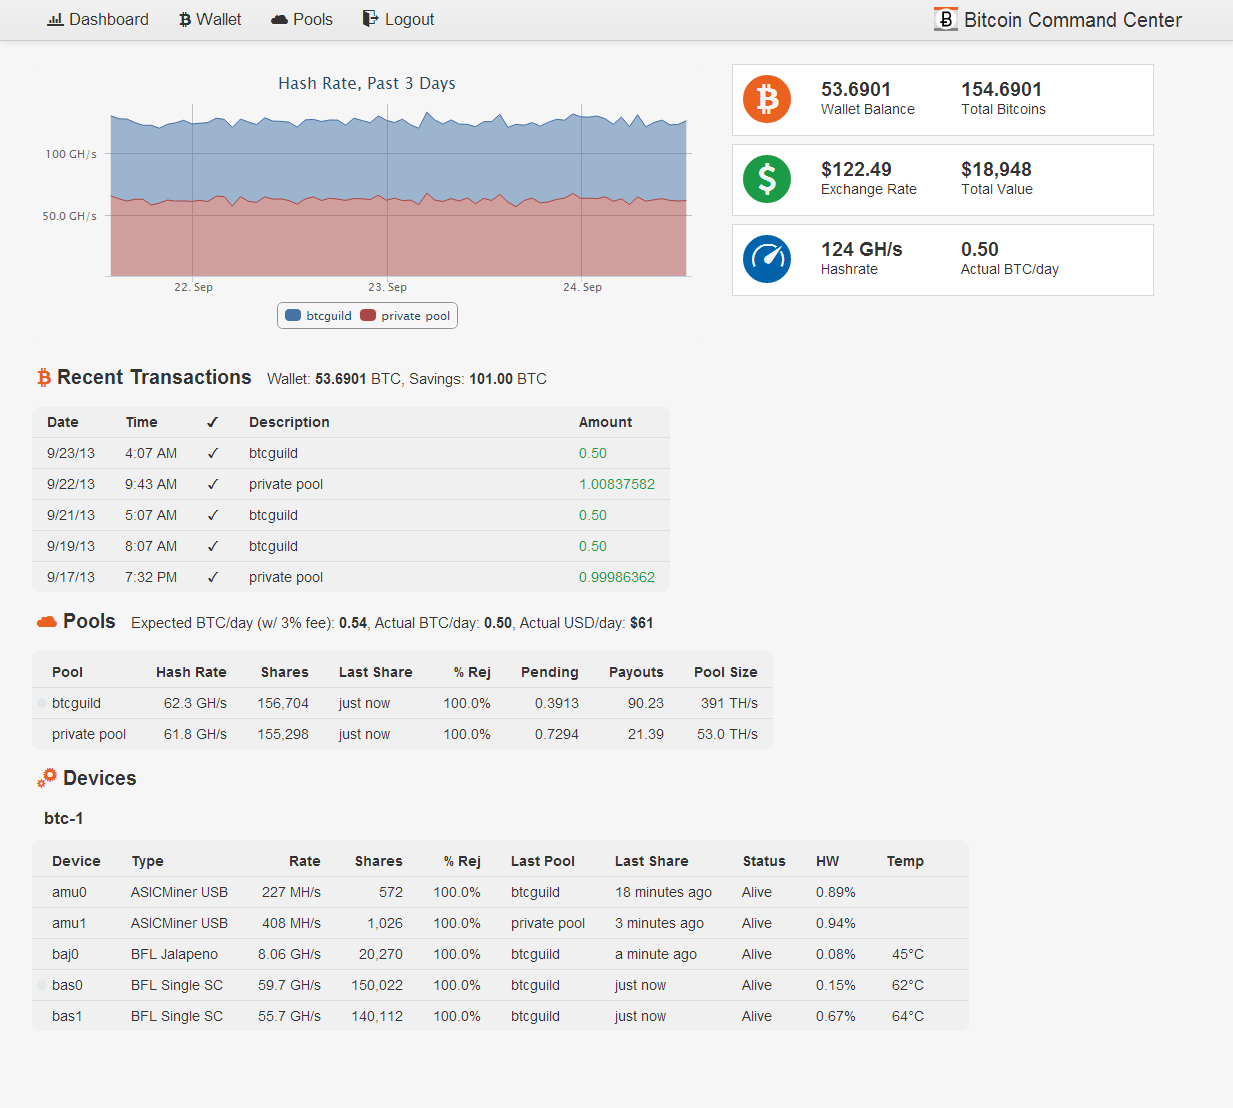 Dashboard Wallet Pools Logout Bitcoin Command Center
Hash Rate, Past 3 Days
100 GH/s
50.0 GH/s
22. Sep 23. Sep 24. Sep
btcguild private pool
53.6901 154.6901
Wallet Balance Total Bitcoins
$122.49 $18,948
Exchange Rate Total Value
124 GH/s 0.50
Hashrate Actual BTC/day
Recent Transactions Wallet: 53.6901 BTC, Savings: 101.00 BTC
Date Time ✓ Description Amount
9/23/13 4:07 AM ✓ btcguild 0.50
9/22/13 9:43 AM ✓ private pool 1.00837582
9/21/13 5:07 AM ✓ btcguild 0.50
9/19/13 8:07 AM ✓ btcguild 0.50
9/17/13 7:32 PM ✓ private pool 0.99986362
Pools Expected BTC/day (w/ 3% fee): 0.54, Actual BTC/day: 0.50, Actual USD/day: $61
Pool Hash Rate Shares Last Share % Rej Pending Payouts Pool Size
btcguild 62.3 GH/s 156,704 just now 100.0% 0.3913 90.23 391 TH/s
private pool 61.8 GH/s 155,298 just now 100.0% 0.7294 21.39 53.0 TH/s
Devices
btc-1
Device Type Rate Shares % Rej Last Pool Last Share Status HW Temp
amu0 ASICMiner USB 227 MH/s 572 100.0% btcguild 18 minutes ago Alive 0.89%
amu1 ASICMiner USB 408 MH/s 1,026 100.0% private pool 3 minutes ago Alive 0.94%
baj0 BFL Jalapeno 8.06 GH/s 20,270 100.0% btcguild a minute ago Alive 0.08% 45°C
bas0 BFL Single SC 59.7 GH/s 150,022 100.0% btcguild just now Alive 0.15% 62°C
bas1 BFL Single SC 55.7 GH/s 140,112 100.0% btcguild just now Alive 0.67% 64°C